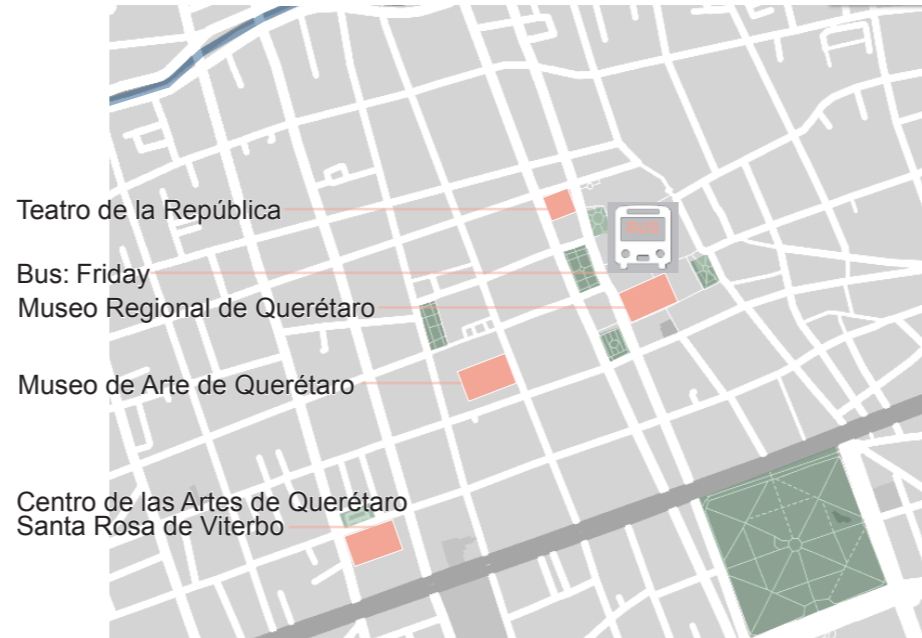 Teatro de la República
BUS
Bus: Friday
Museo Regional de Querétaro
Museo de Arte de Querétaro
Centro de las Artes de Querétaro
Santa Rosa de Viterbo